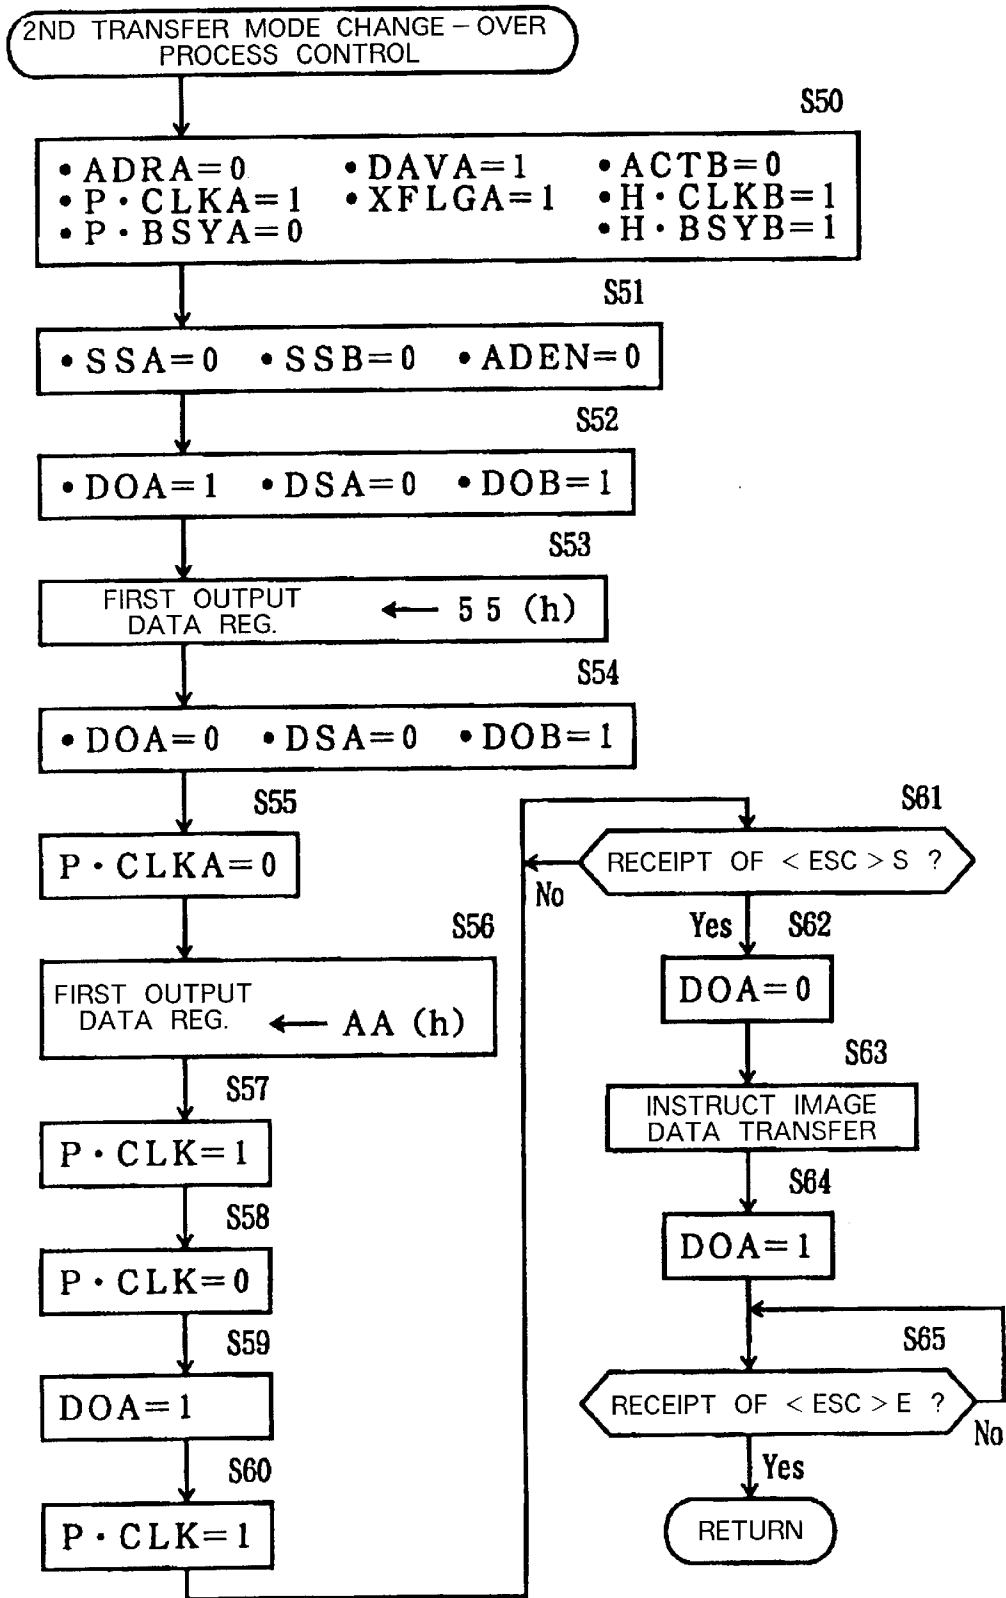 2ND TRANSFER MODE CHANGE-OVER
PROCESS CONTROL
S50
• ADRA=0 • DAVA=1 • ACTB=0
• P·CLKA=1 • XFLGA=1 • H·CLKB=1
• P·BSYA=0 • H·BSYB=1
S51
• SSA=0 • SSB=0 • ADEN=0
S52
• DOA=1 • DSA=0 • DOB=1
S53
FIRST OUTPUT
DATA REG. ← 55 (h)
S54
• DOA=0 • DSA=0 • DOB=1
S55
P·CLKA=0
S56
FIRST OUTPUT
DATA REG. ← AA (h)
S57
P·CLK=1
S58
P·CLK=0
S59
DOA=1
S60
P·CLK=1
S61
RECEIPT OF <ESC>S ?
No
Yes S62
DOA=0
S63
INSTRUCT IMAGE
DATA TRANSFER
S64
DOA=1
S65
RECEIPT OF <ESC>E ?
No
Yes
RETURN